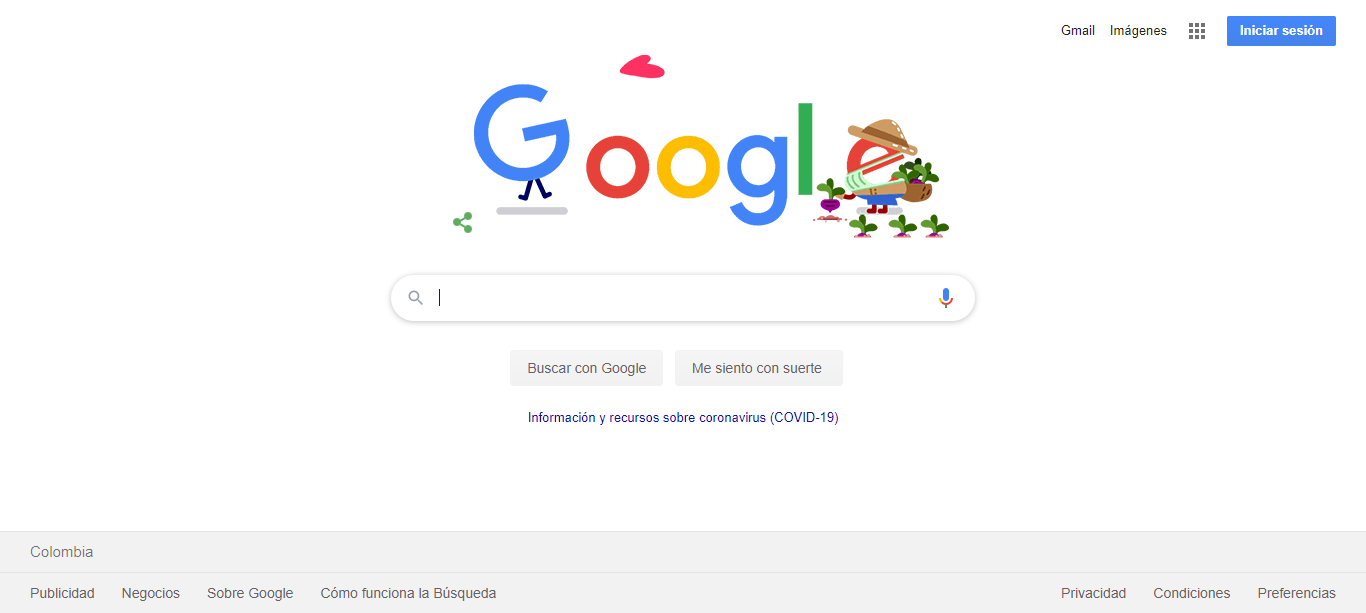 Gmail Imágenes Iniciar sesión
Google
Buscar con Google Me siento con suerte
Información y recursos sobre coronavirus (COVID-19)
Colombia
Publicidad Negocios Sobre Google Cómo funciona la Búsqueda Privacidad Condiciones Preferencias